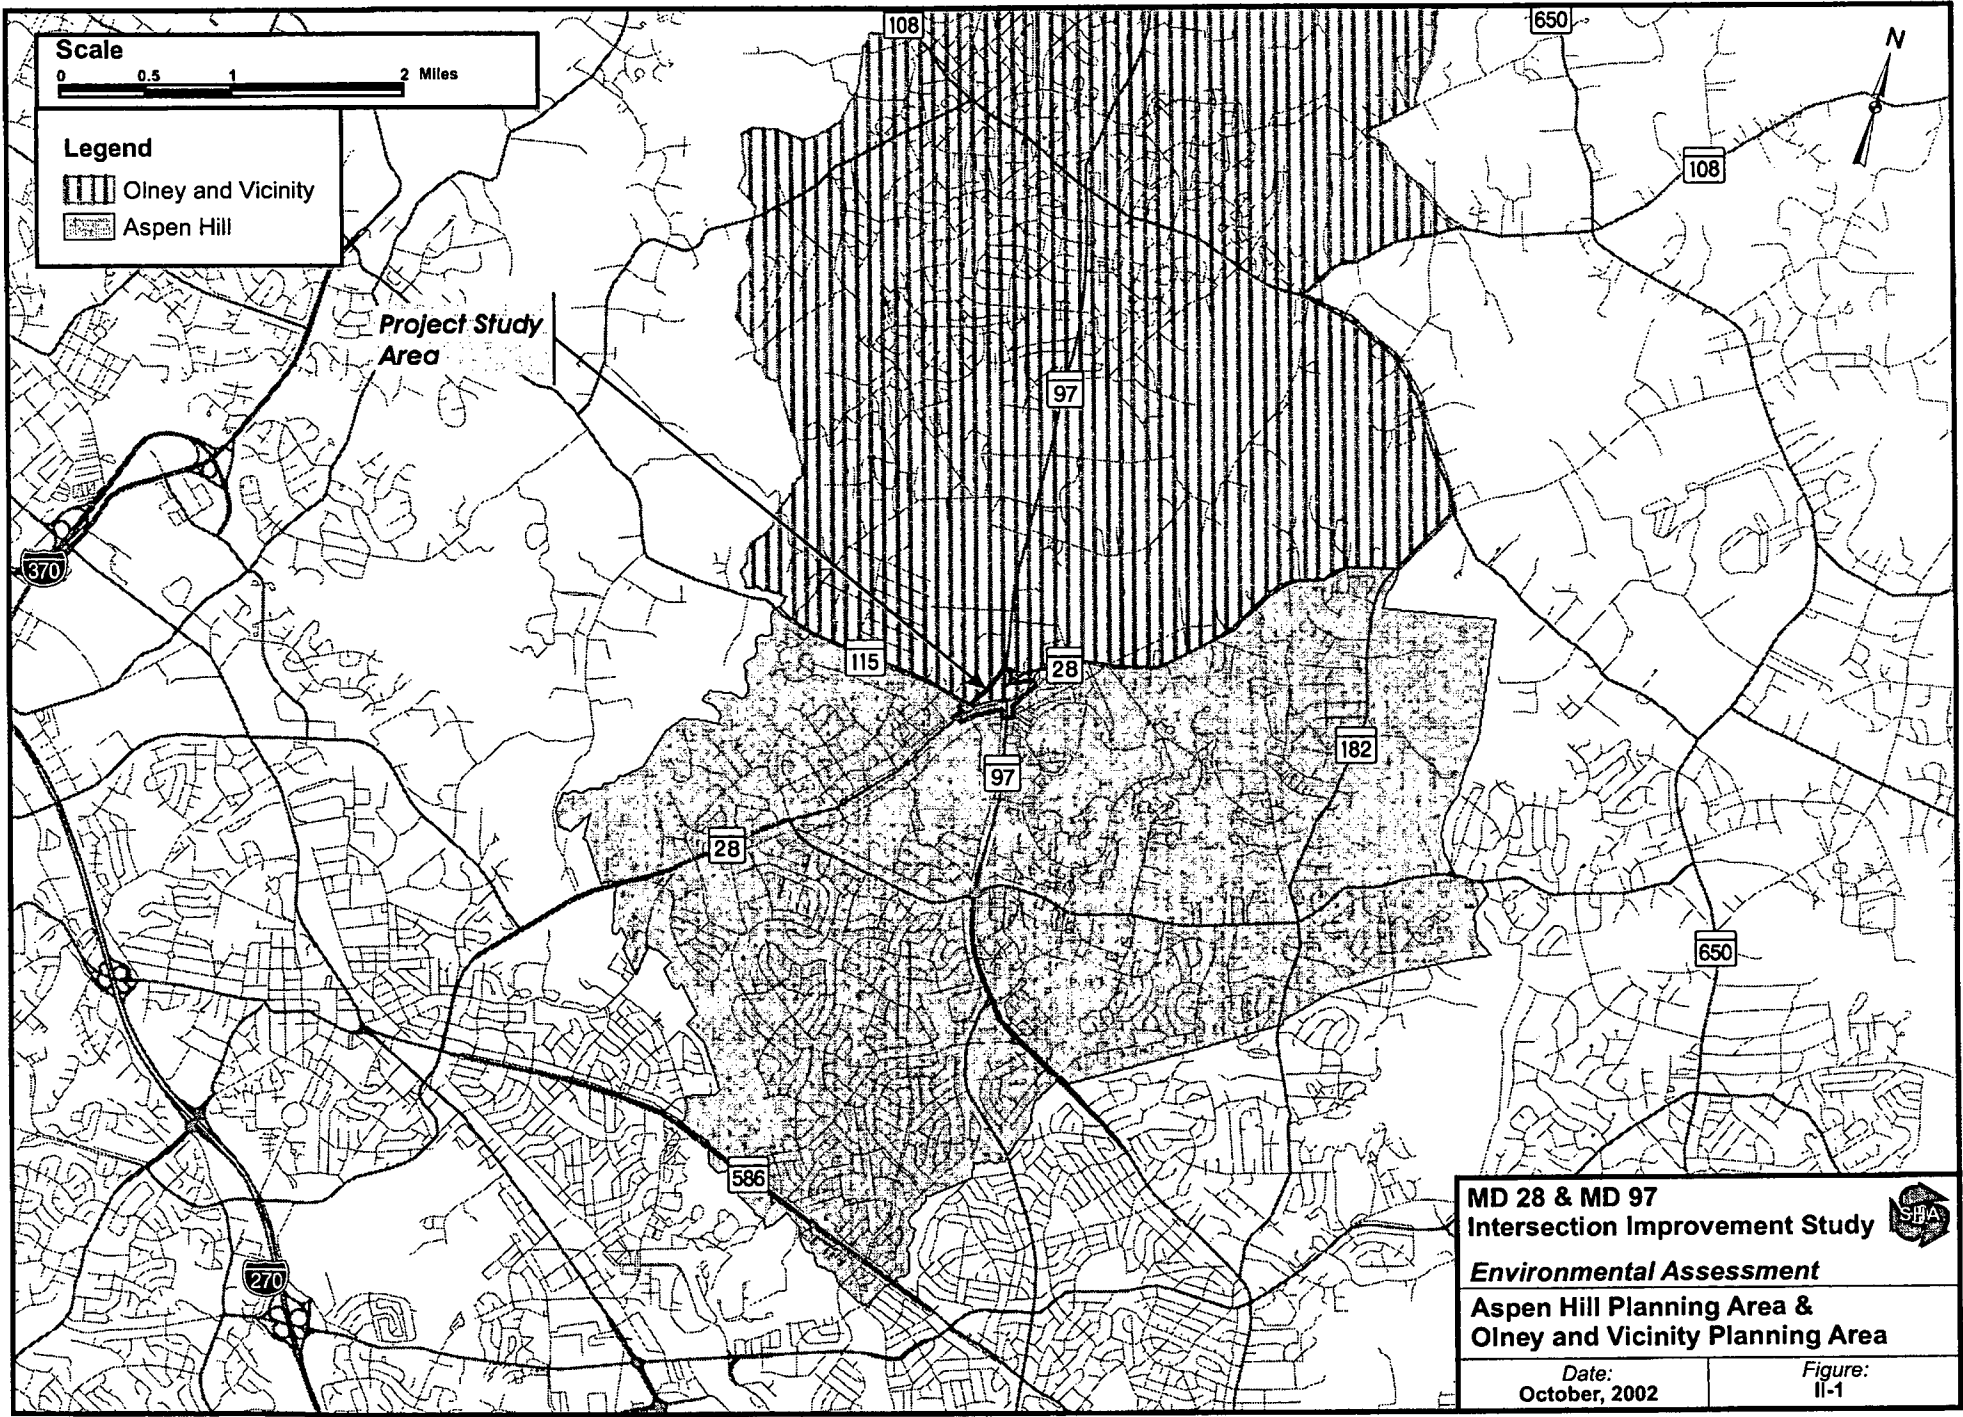 Scale
0 0.5 1 2 Miles
Legend
Olney and Vicinity
Aspen Hill
108
650
N
108
Project Study
Area
97
370
115
28
182
97
28
650
586
270
MD 28 & MD 97
Intersection Improvement Study
SHA
Environmental Assessment
Aspen Hill Planning Area &
Olney and Vicinity Planning Area
Date:
October, 2002
Figure:
II-1